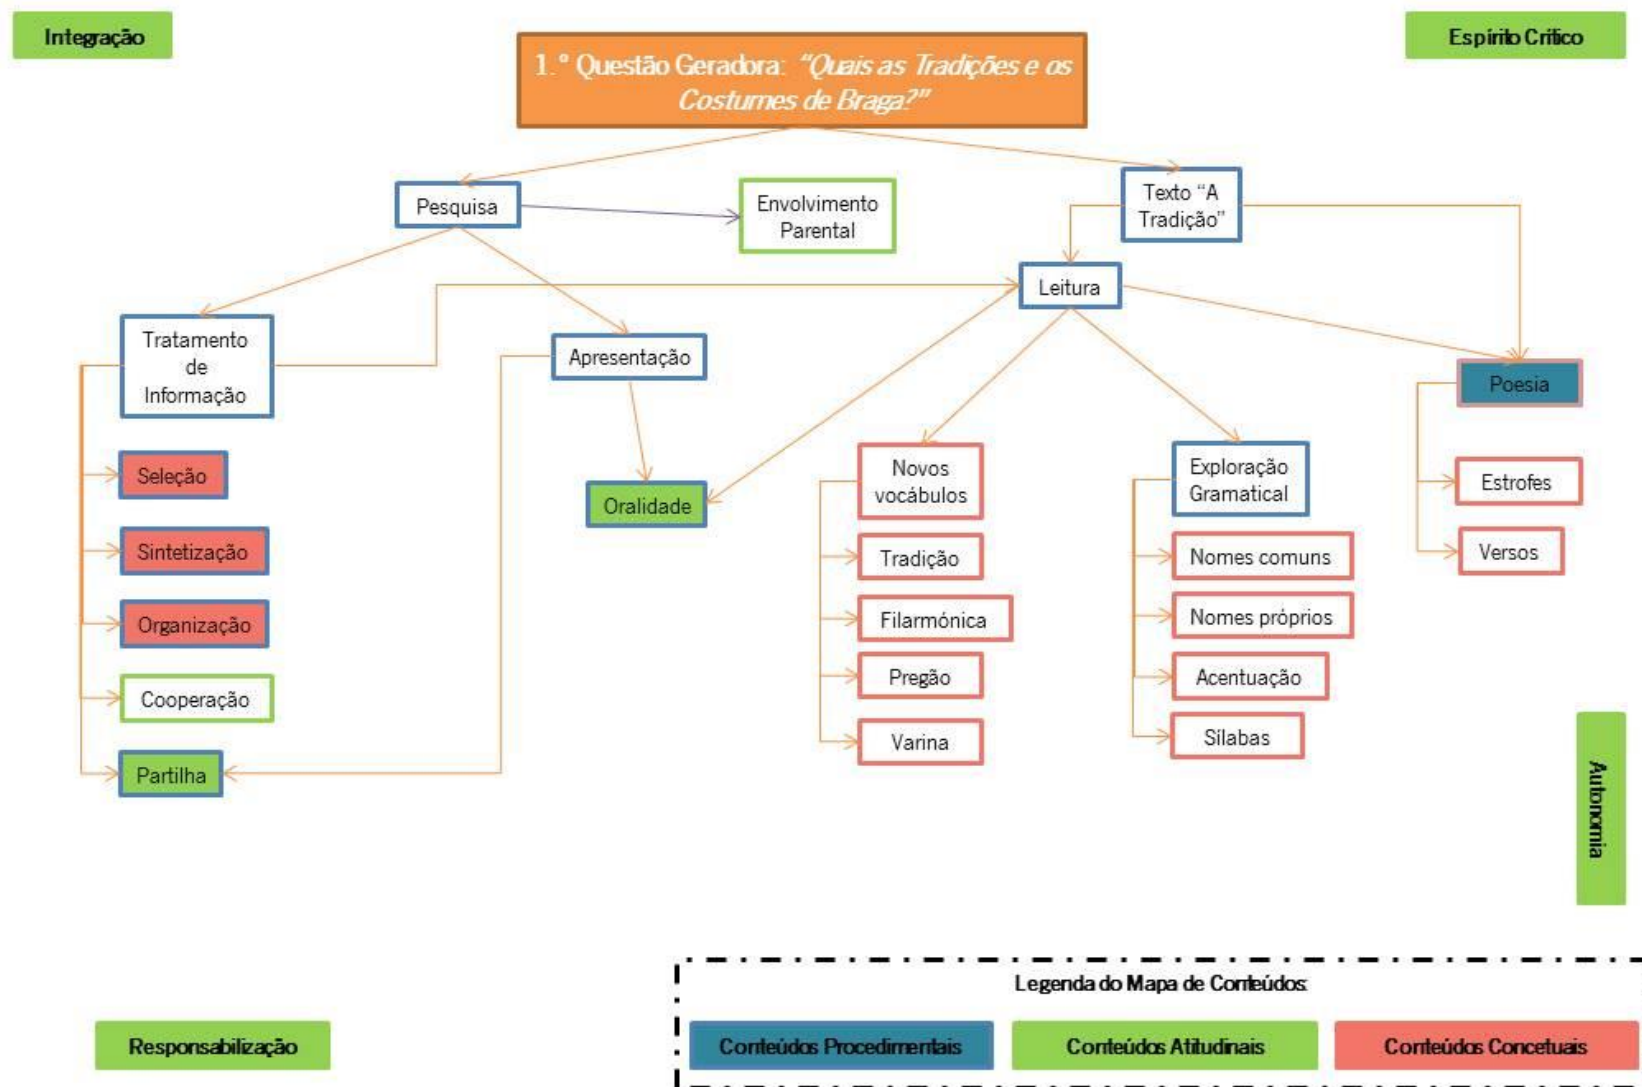 Integração
Espírito Crítico
1.° Questão Geradora: “Quais as Tradições e os
Costumes de Braga?”
Pesquisa
Envolvimento
Parental
Texto “A
Tradição”
Leitura
Tratamento
de
Informação
Apresentação
Poesia
Seleção
Oralidade
Novos
vocábulos
Exploração
Gramatical
Estrofes
Sintetização
Tradição
Nomes comuns
Versos
Organização
Filarmónica
Nomes próprios
Cooperação
Pregão
Acentuação
Partilha
Varina
Sílabas
Autonomia
Legenda do Mapa de Conteúdos:
Responsabilização
Conteúdos Procedimentais
Conteúdos Atitudinais
Conteúdos Concetuais